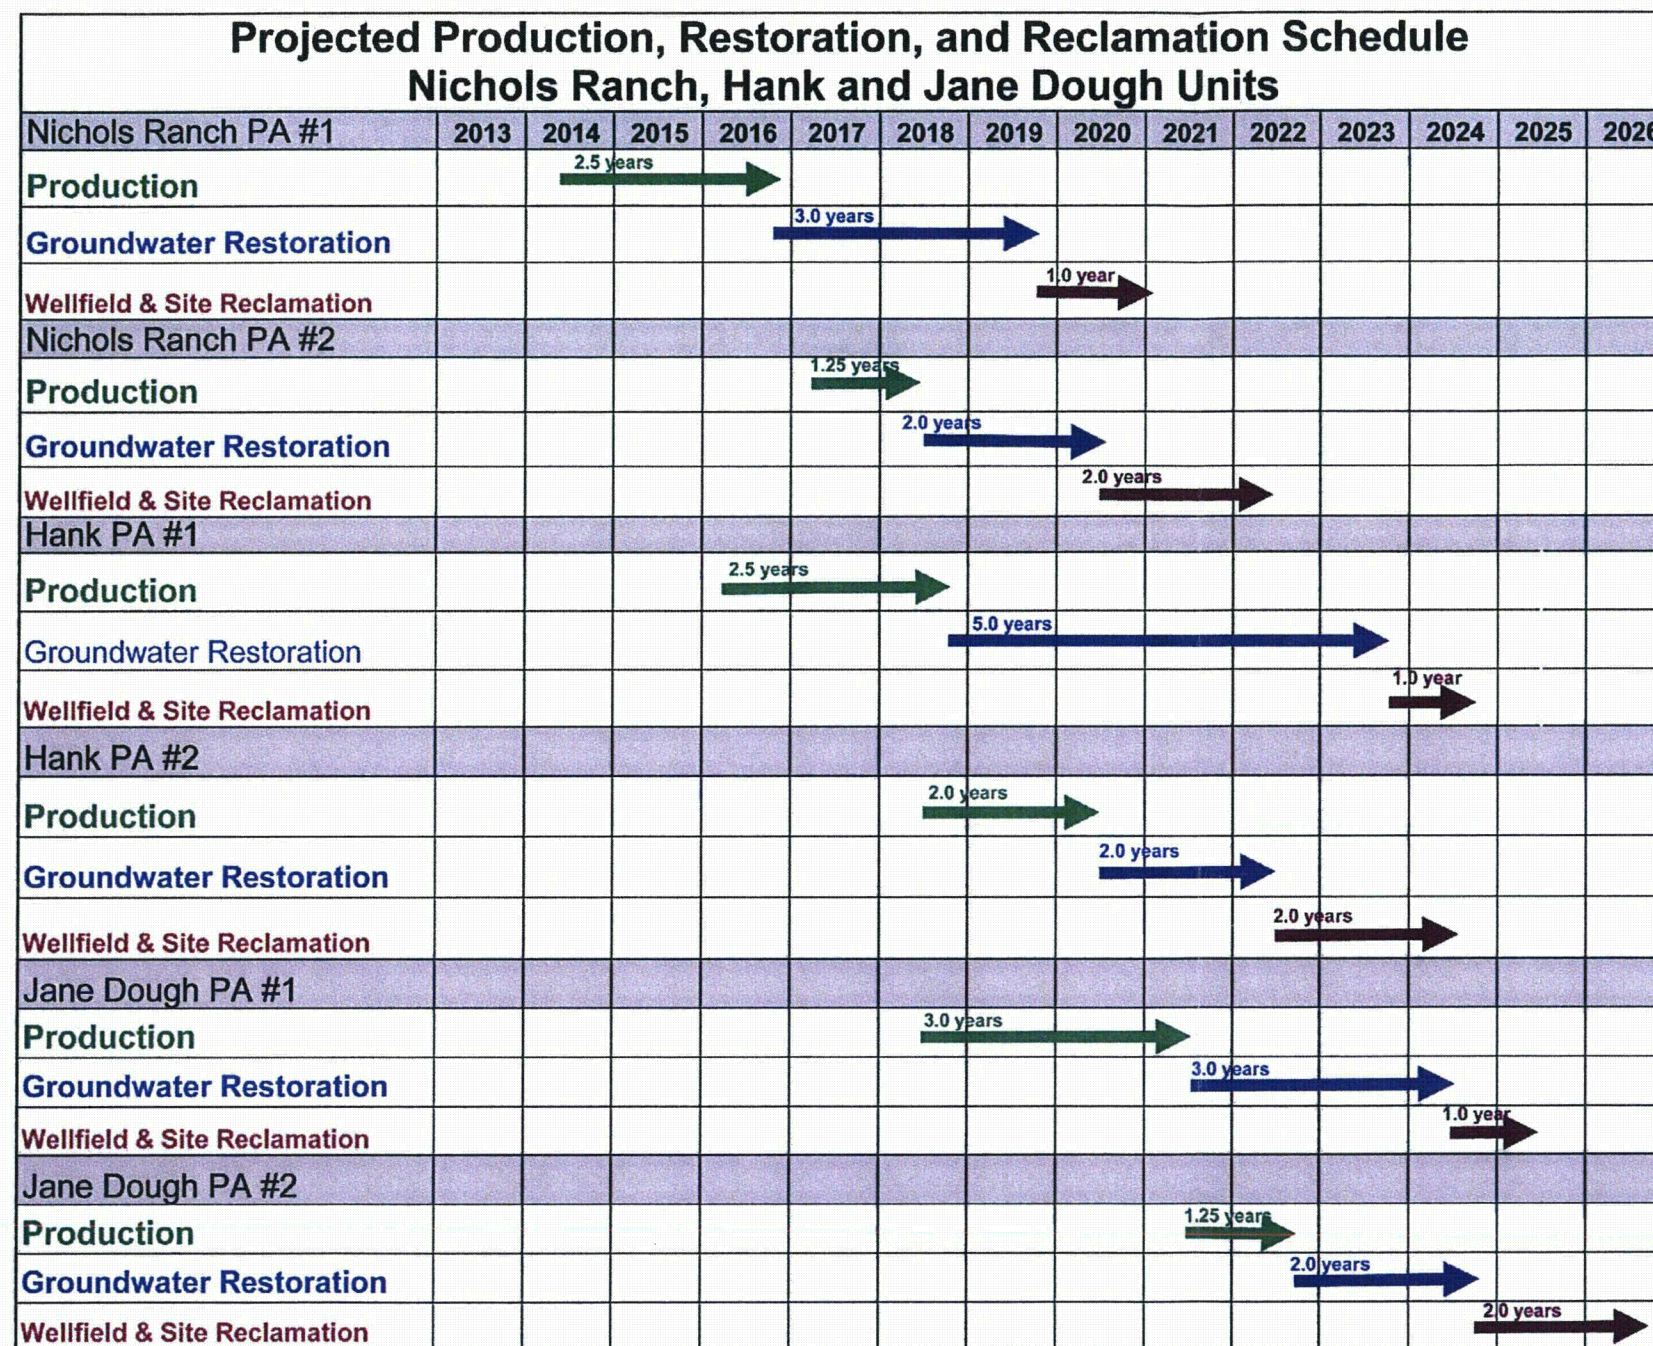 Projected Production, Restoration, and Reclamation Schedule
Nichols Ranch, Hank and Jane Dough Units
Nichols Ranch PA #1 2013 2014 2015 2016 2017 2018 2019 2020 2021 2022 2023 2024 2025 2026
Production 2.5 years
Groundwater Restoration 3.0 years
Wellfield & Site Reclamation 1.0 year
Nichols Ranch PA #2
Production 1.25 years
Groundwater Restoration 2.0 years
Wellfield & Site Reclamation 2.0 years
Hank PA #1
Production 2.5 years
Groundwater Restoration 5.0 years
Wellfield & Site Reclamation 1.0 year
Hank PA #2
Production 2.0 years
Groundwater Restoration 2.0 years
Wellfield & Site Reclamation 2.0 years
Jane Dough PA #1
Production 3.0 years
Groundwater Restoration 3.0 years
Wellfield & Site Reclamation 1.0 year
Jane Dough PA #2
Production 1.25 years
Groundwater Restoration 2.0 years
Wellfield & Site Reclamation 2.0 years